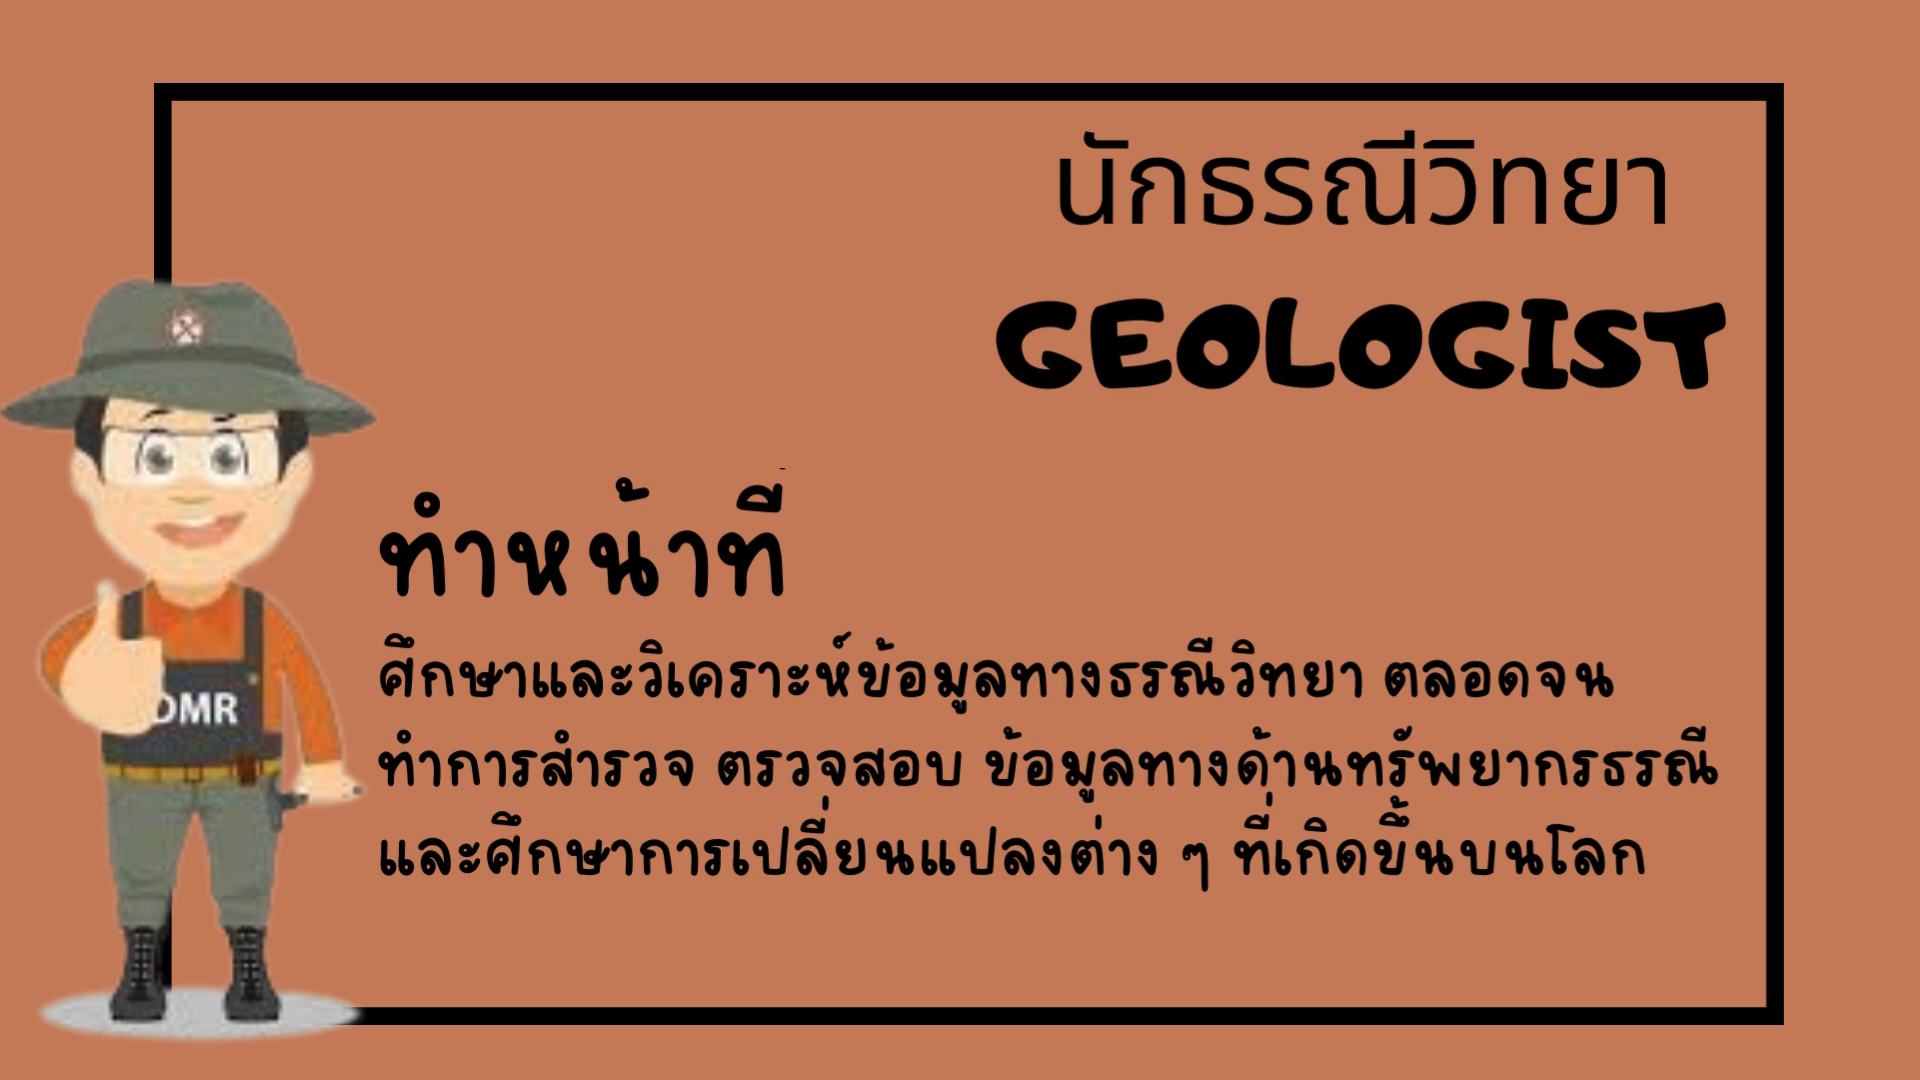 นักธรณีวิทยา
GEOLOGIST
ทำหน้าที่
ศึกษาและวิเคราะห์ข้อมูลทางธรณีวิทยา ตลอดจน
ทำการสำรวจ ตรวจสอบ ข้อมูลทางด้านทรัพยากรธรณี
และศึกษาการเปลี่ยนแปลงต่าง ๆ ที่เกิดขึ้นบนโลก
DMR